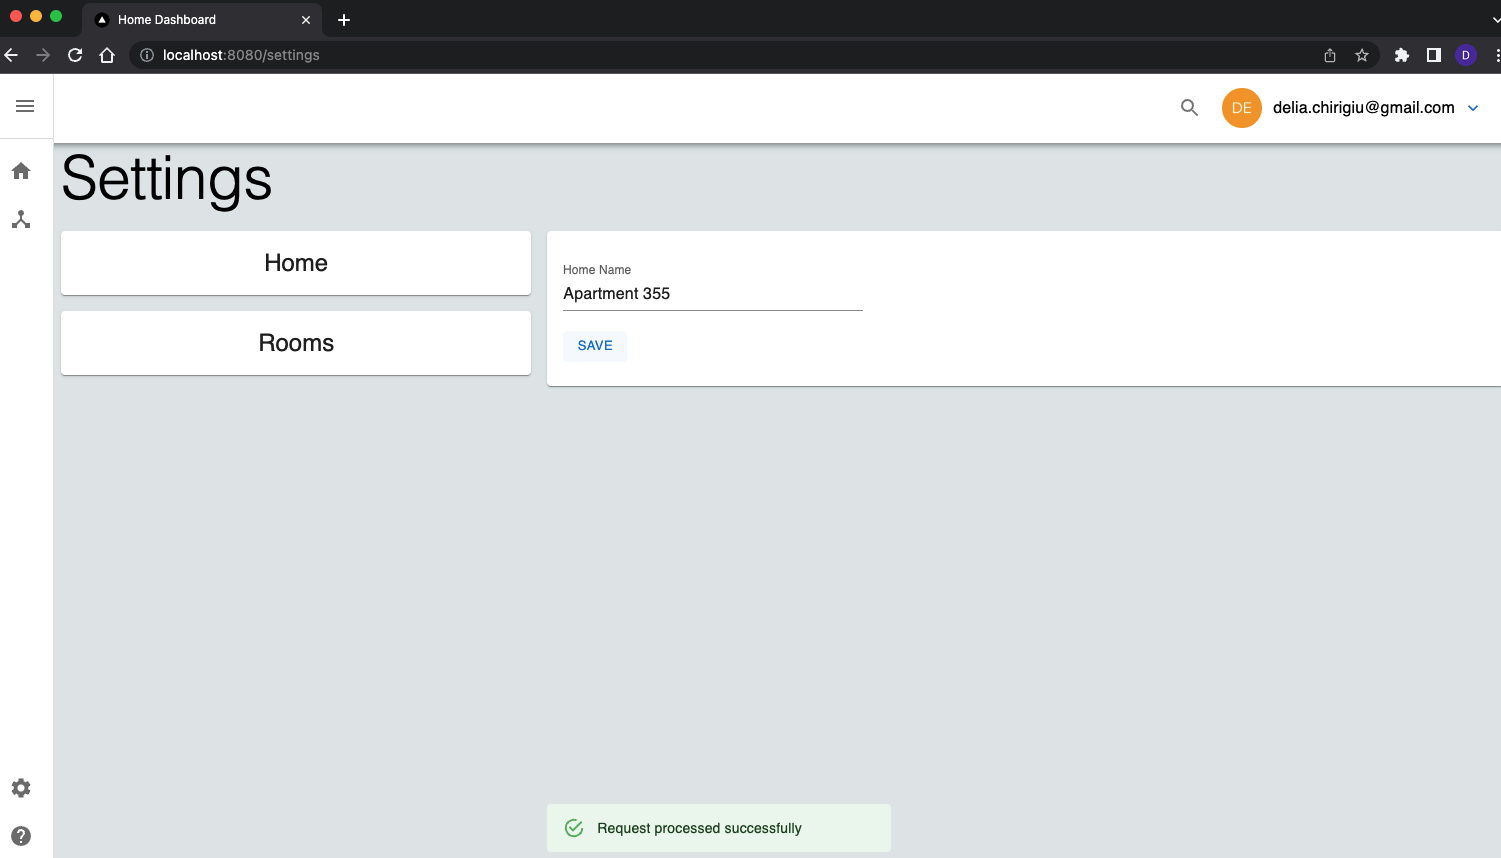 Home Dashboard
localhost:8080/settings
D
DE
delia.chirigiu@gmail.com
Settings
Home
Rooms
Home Name
Apartment 355
SAVE
Request processed successfully